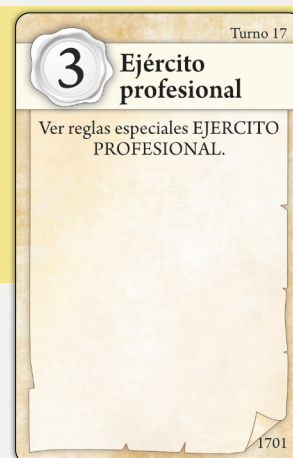 Turno 17
3
Ejército
profesional
Ver reglas especiales EJERCITO
PROFESIONAL.
1701